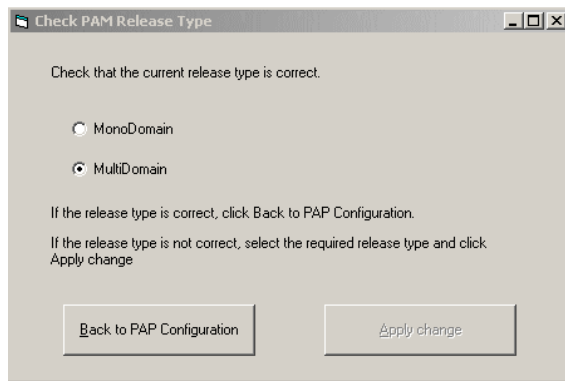 Check PAM Release Type
Check that the current release type is correct.
MonoDomain
MultiDomain
If the release type is correct, click Back to PAP Configuration.
If the release type is not correct, select the required release type and click
Apply change
Back to PAP Configuration
Apply change